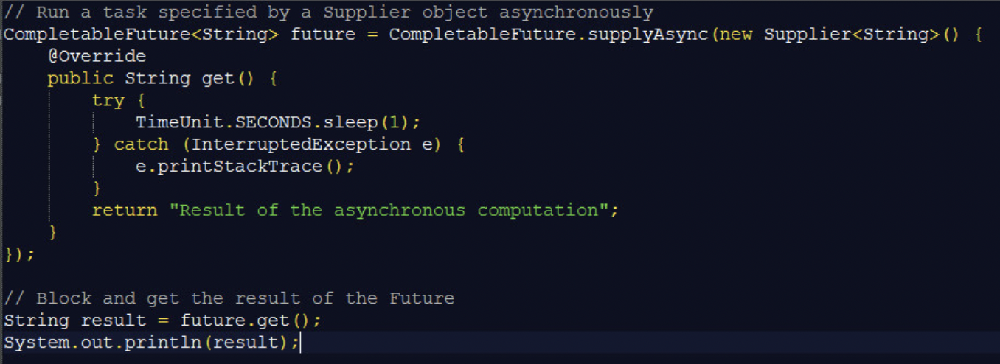 // Run a task specified by a Supplier object asynchronously
CompletableFuture<String> future = CompletableFuture.supplyAsync(new Supplier<String>() {
    @Override
    public String get() {
        try {
            TimeUnit.SECONDS.sleep(1);
        } catch (InterruptedException e) {
            e.printStackTrace();
        }
        return "Result of the asynchronous computation";
    }
});

// Block and get the result of the Future
String result = future.get();
System.out.println(result);